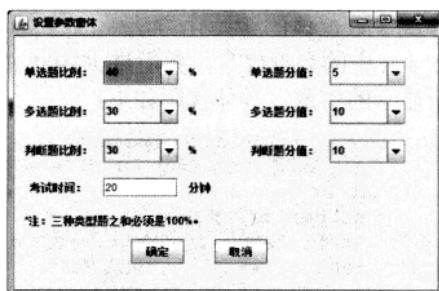 设置参数窗体
单选题比例： 40 % 单选题分值： 5
多选题比例： 30 % 多选题分值： 10
判断题比例： 30 % 判断题分值： 10
考试时间： 20 分钟
*注：三种类型题之和必须是100%。
确定 取消